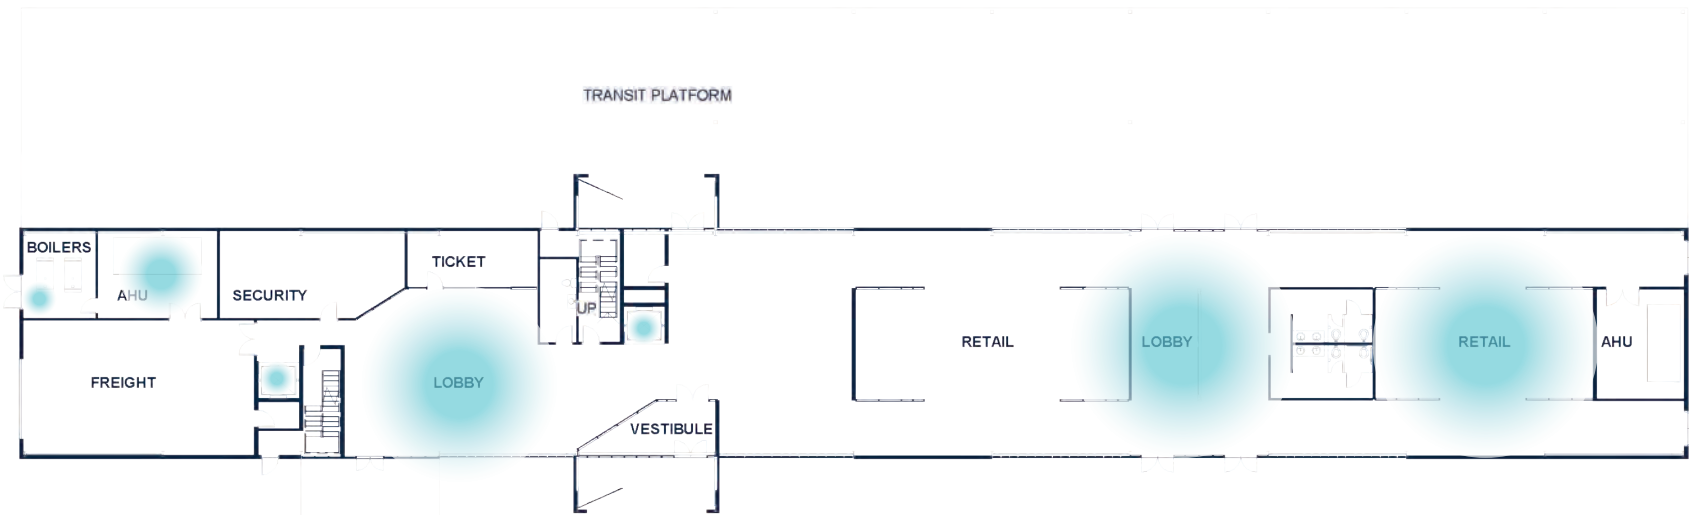 TRANSIT PLATFORM
BOILERS
AHU
SECURITY
TICKET
UP
FREIGHT
LOBBY
VESTIBULE
RETAIL
LOBBY
RETAIL
AHU